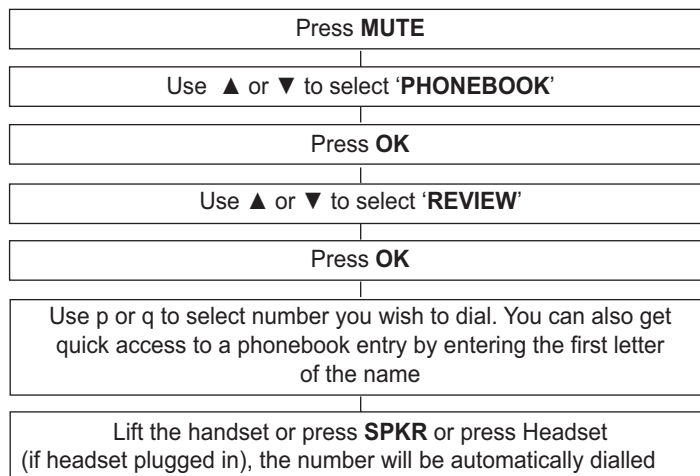 Press MUTE
Use ▲ or ▼ to select ‘PHONEBOOK’
Press OK
Use ▲ or ▼ to select ‘REVIEW’
Press OK
Use p or q to select number you wish to dial. You can also get
quick access to a phonebook entry by entering the first letter
of the name
Lift the handset or press SPKR or press Headset
(if headset plugged in), the number will be automatically dialled